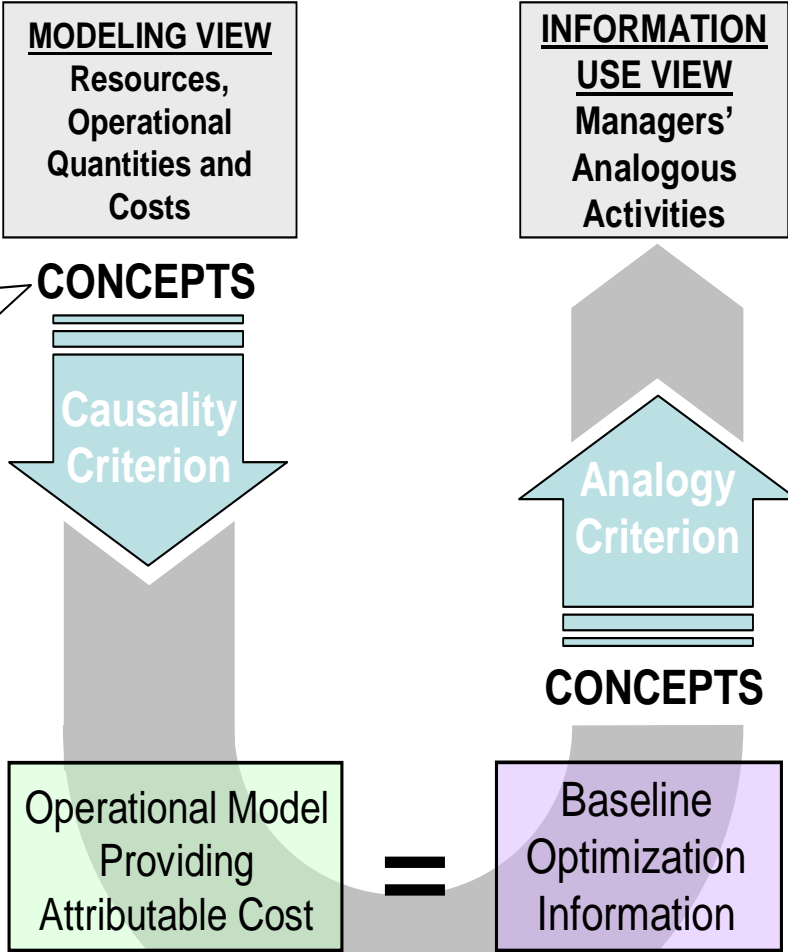 MODELING VIEW
Resources,
Operational
Quantities and
Costs
CONCEPTS
Causality
Criterion
Operational Model
Providing
Attributable Cost
=
INFORMATION
USE VIEW
Managers’
Analogous
Activities
Analogy
Criterion
CONCEPTS
Baseline
Optimization
Information